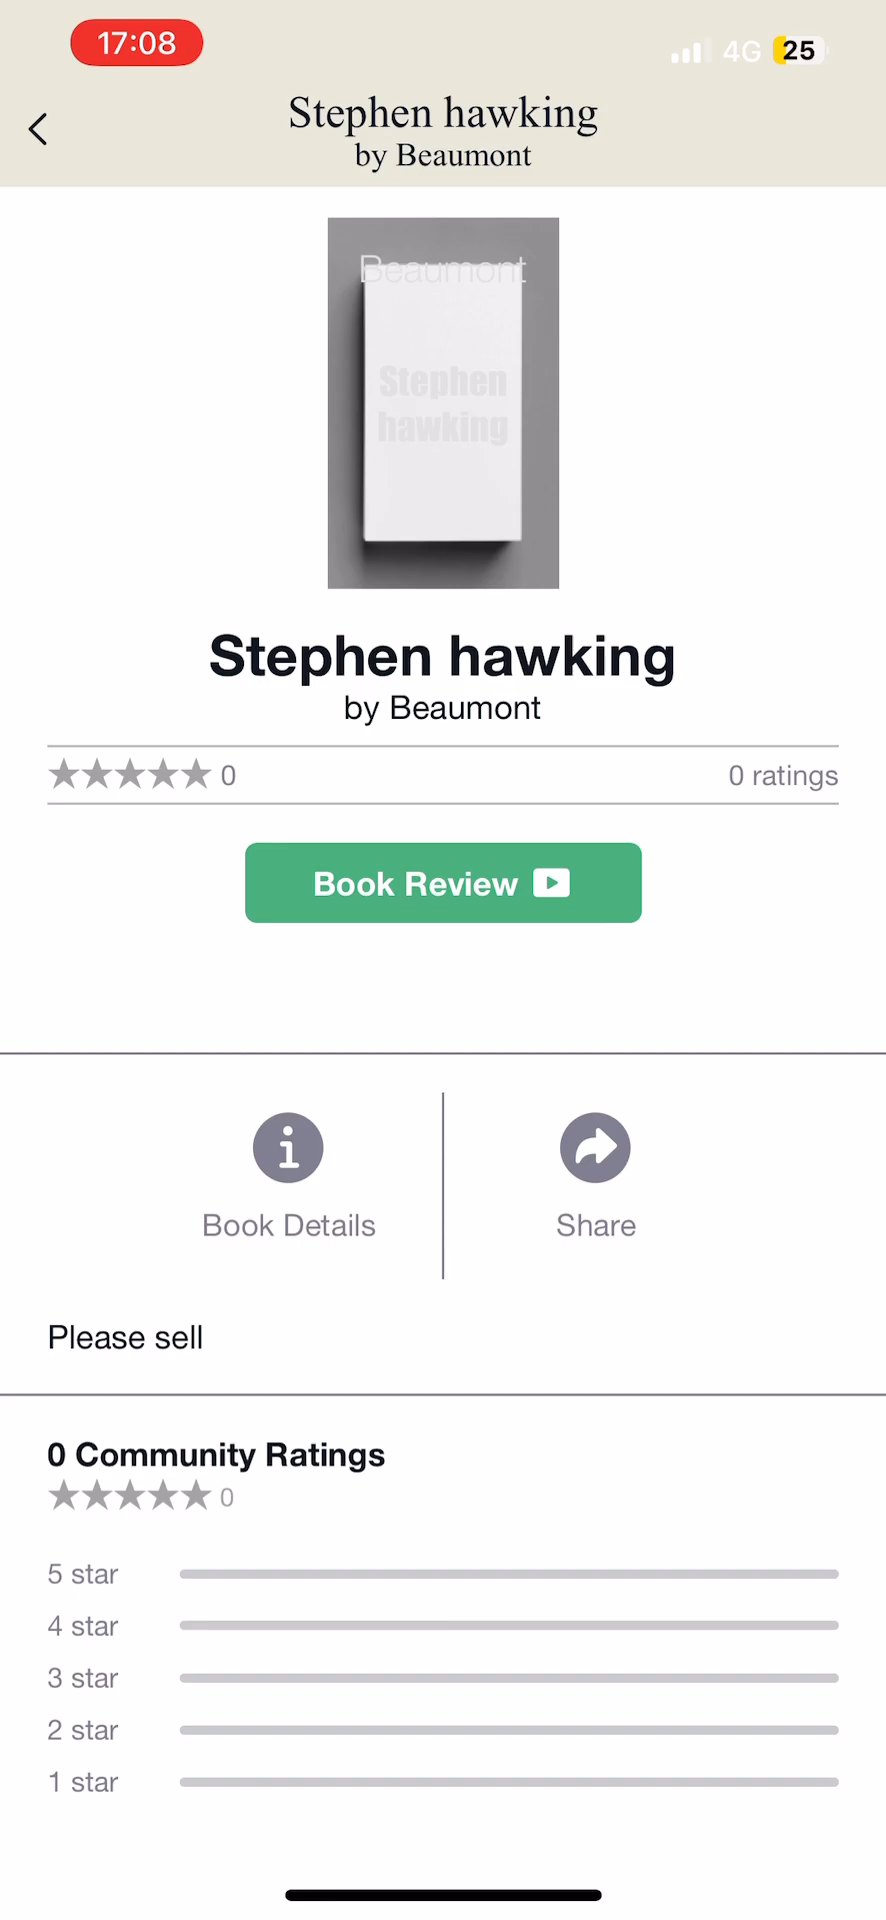 17:08
4G 25
Stephen hawking
by Beaumont
Beaumont
Stephen
hawking
Stephen hawking
by Beaumont
0
0 ratings
Book Review
Book Details
Share
Please sell
0 Community Ratings
0
5 star
4 star
3 star
2 star
1 star